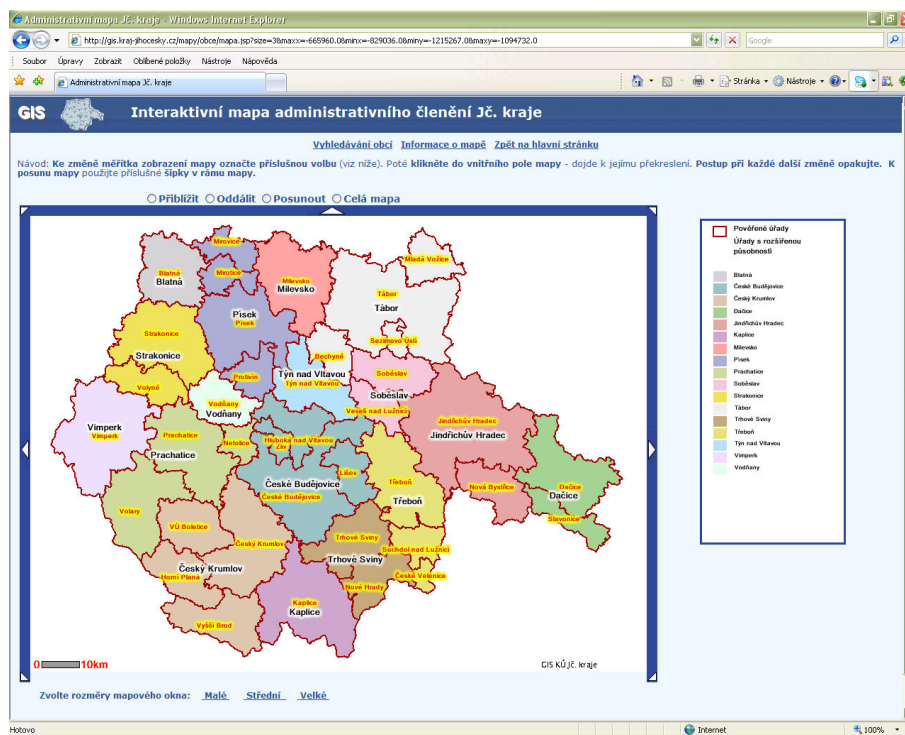 Administrativní mapa Jč. kraje - Windows Internet Explorer
http://gis.kraj-jihocesky.cz/mapy/obce/mapa.jsp?size=38maxx=-665960.08minx=-829036.08miny=-1215267.08maxy=-1094732.0
Google
Soubor Úpravy Zobrazit Oblíbené položky Nástroje Nápověda
Administrativní mapa Jč. kraje
Stránka Nástroje
GIS Interaktivní mapa administrativního členění Jč. kraje
Vyhledávání obcí Informace o mapě Zpět na hlavní stránku
Návod: Ke změně měřítka zobrazení mapy označte příslušnou volbu (viz níže). Poté klikněte do vnitřního pole mapy - dojde k jejímu překreslení. Postup při každé další změně opakujte. K
posunu mapy použijte příslušné šipky v rámu mapy.
Přiblížit Oddálit Posunout Celá mapa
Mirovice
Mladá Vožice
Blatná
Blatná
Mirotice
Milevsko
Milevsko
Tábor
Tábor
Písek
Písek
Strakonice
Strakonice
Sezimovo Ústí
Bechyně
Týn nad Vltavou
Týn nad Vltavou
Soběslav
Soběslav
Protivín
Volyně
Vodňany
Vodňany
Veselí nad Lužnicí
Vimperk
Vimperk
Prachatice
Prachatice
Netolice
Hluboká nad Vltavou
Zliv
Jindřichův Hradec
Jindřichův Hradec
Lišov
České Budějovice
České Budějovice
Třeboň
Třeboň
Nová Bystřice
Dačice
Dačice
Slavonice
Volary
VÚ Boletice
Český Krumlov
Český Krumlov
Trhové Sviny
Trhové Sviny
Suchdol nad Lužnicí
České Velenice
Horní Planá
Nové Hrady
Kaplice
Kaplice
Vyšší Brod
0 10km
GIS KÚ Jč. kraje
Pověřené úřady
Úřady s rozšířenou
působností
Blatná
České Budějovice
Český Krumlov
Dačice
Jindřichův Hradec
Kaplice
Milevsko
Písek
Prachatice
Soběslav
Strakonice
Tábor
Trhové Sviny
Třeboň
Týn nad Vltavou
Vimperk
Vodňany
Zvolte rozměry mapového okna: Malé Střední Velké
Hotovo Internet 100%